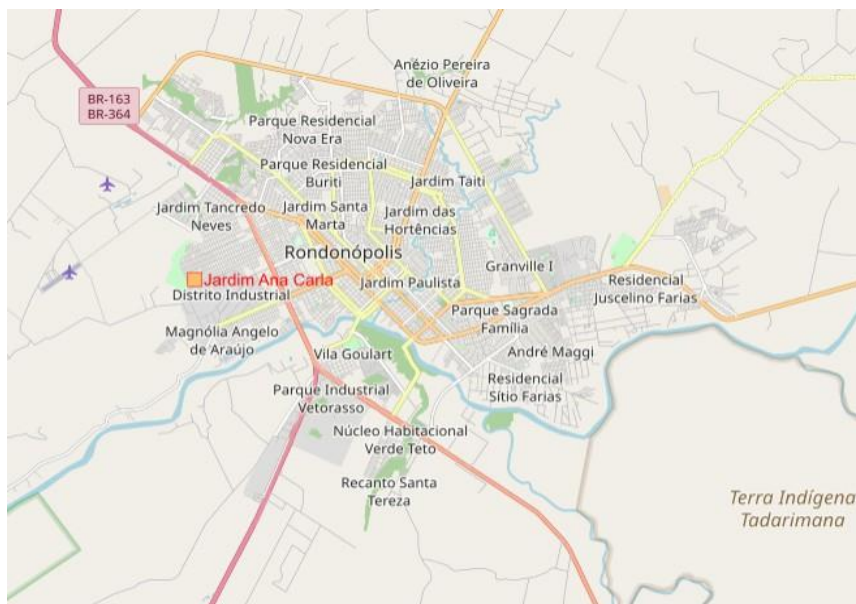 Anézio Pereira
de Oliveira
BR-163
BR-364
Parque Residencial
Nova Era
Parque Residencial
Buriti
Jardim Taiti
Jardim Tancredo
Neves
Jardim Santa
Marta
Jardim das
Hortências
Rondonópolis
Granville I
Jardim Ana Carla
Distrito Industrial
Jardim Paulista
Residencial
Juscelino Farias
Magnólia Angelo
de Araújo
Parque Sagrada
Família
Vila Goulart
André Maggi
Parque Industrial
Vetorasso
Residencial
Sítio Farias
Núcleo Habitacional
Verde Teto
Recanto Santa
Tereza
Terra Indígena
Tadarimana